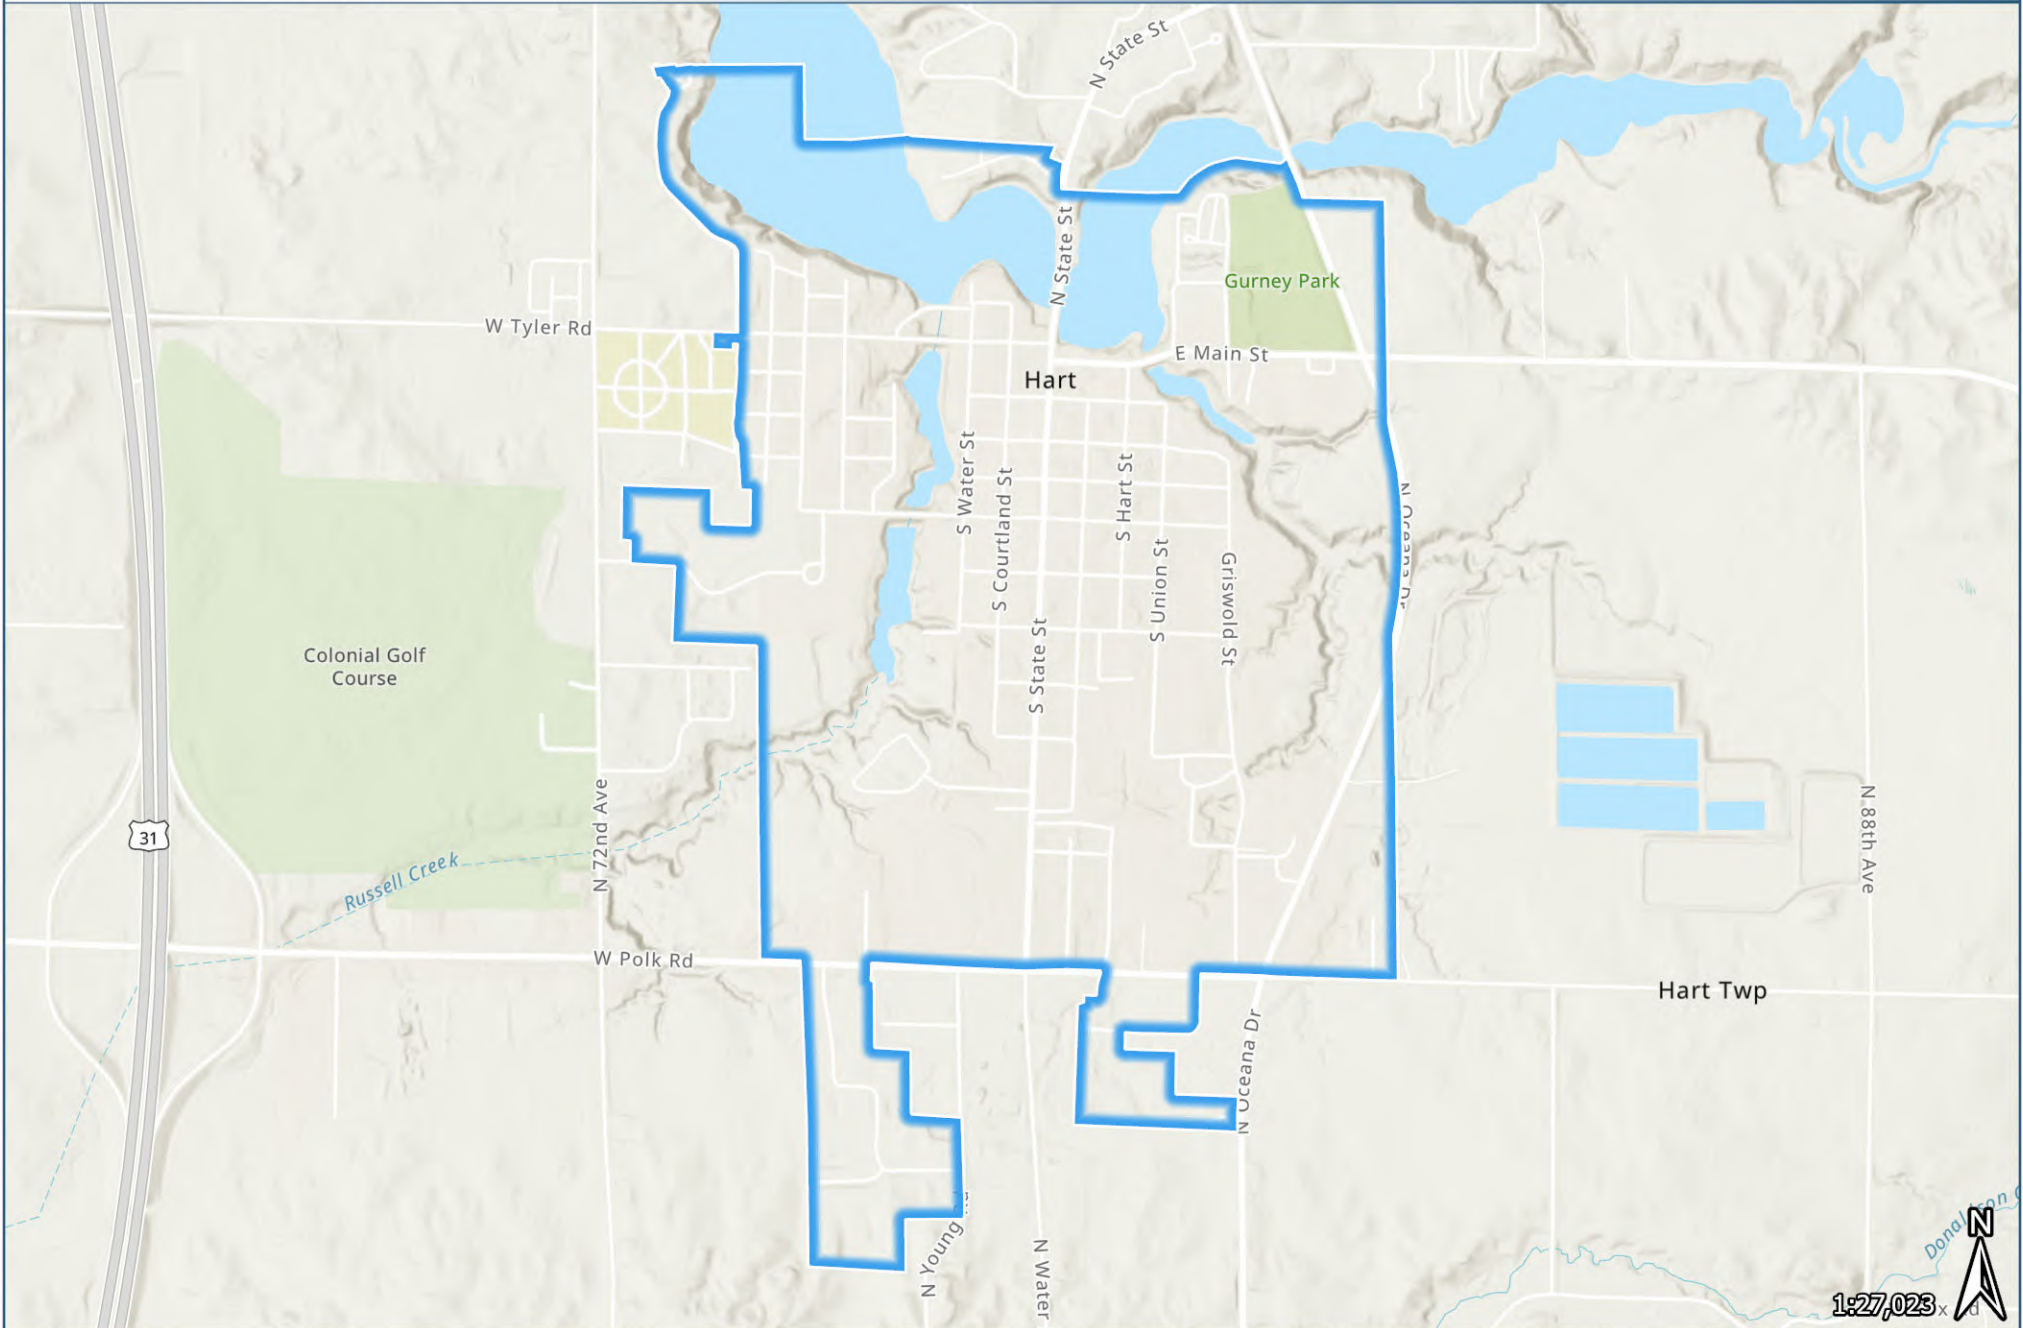 N State St
N State St
Gurney Park
W Tyler Rd
E Main St
Hart
S Water St
S Courtland St
S Hart St
S Union St
Griswold St
N Oceana Dr
S State St
Colonial Golf
Course
31
N 72nd Ave
Russell Creek
N 88th Ave
W Polk Rd
Hart Twp
N Oceana Dr
N Young
N Water
N
1:27,023